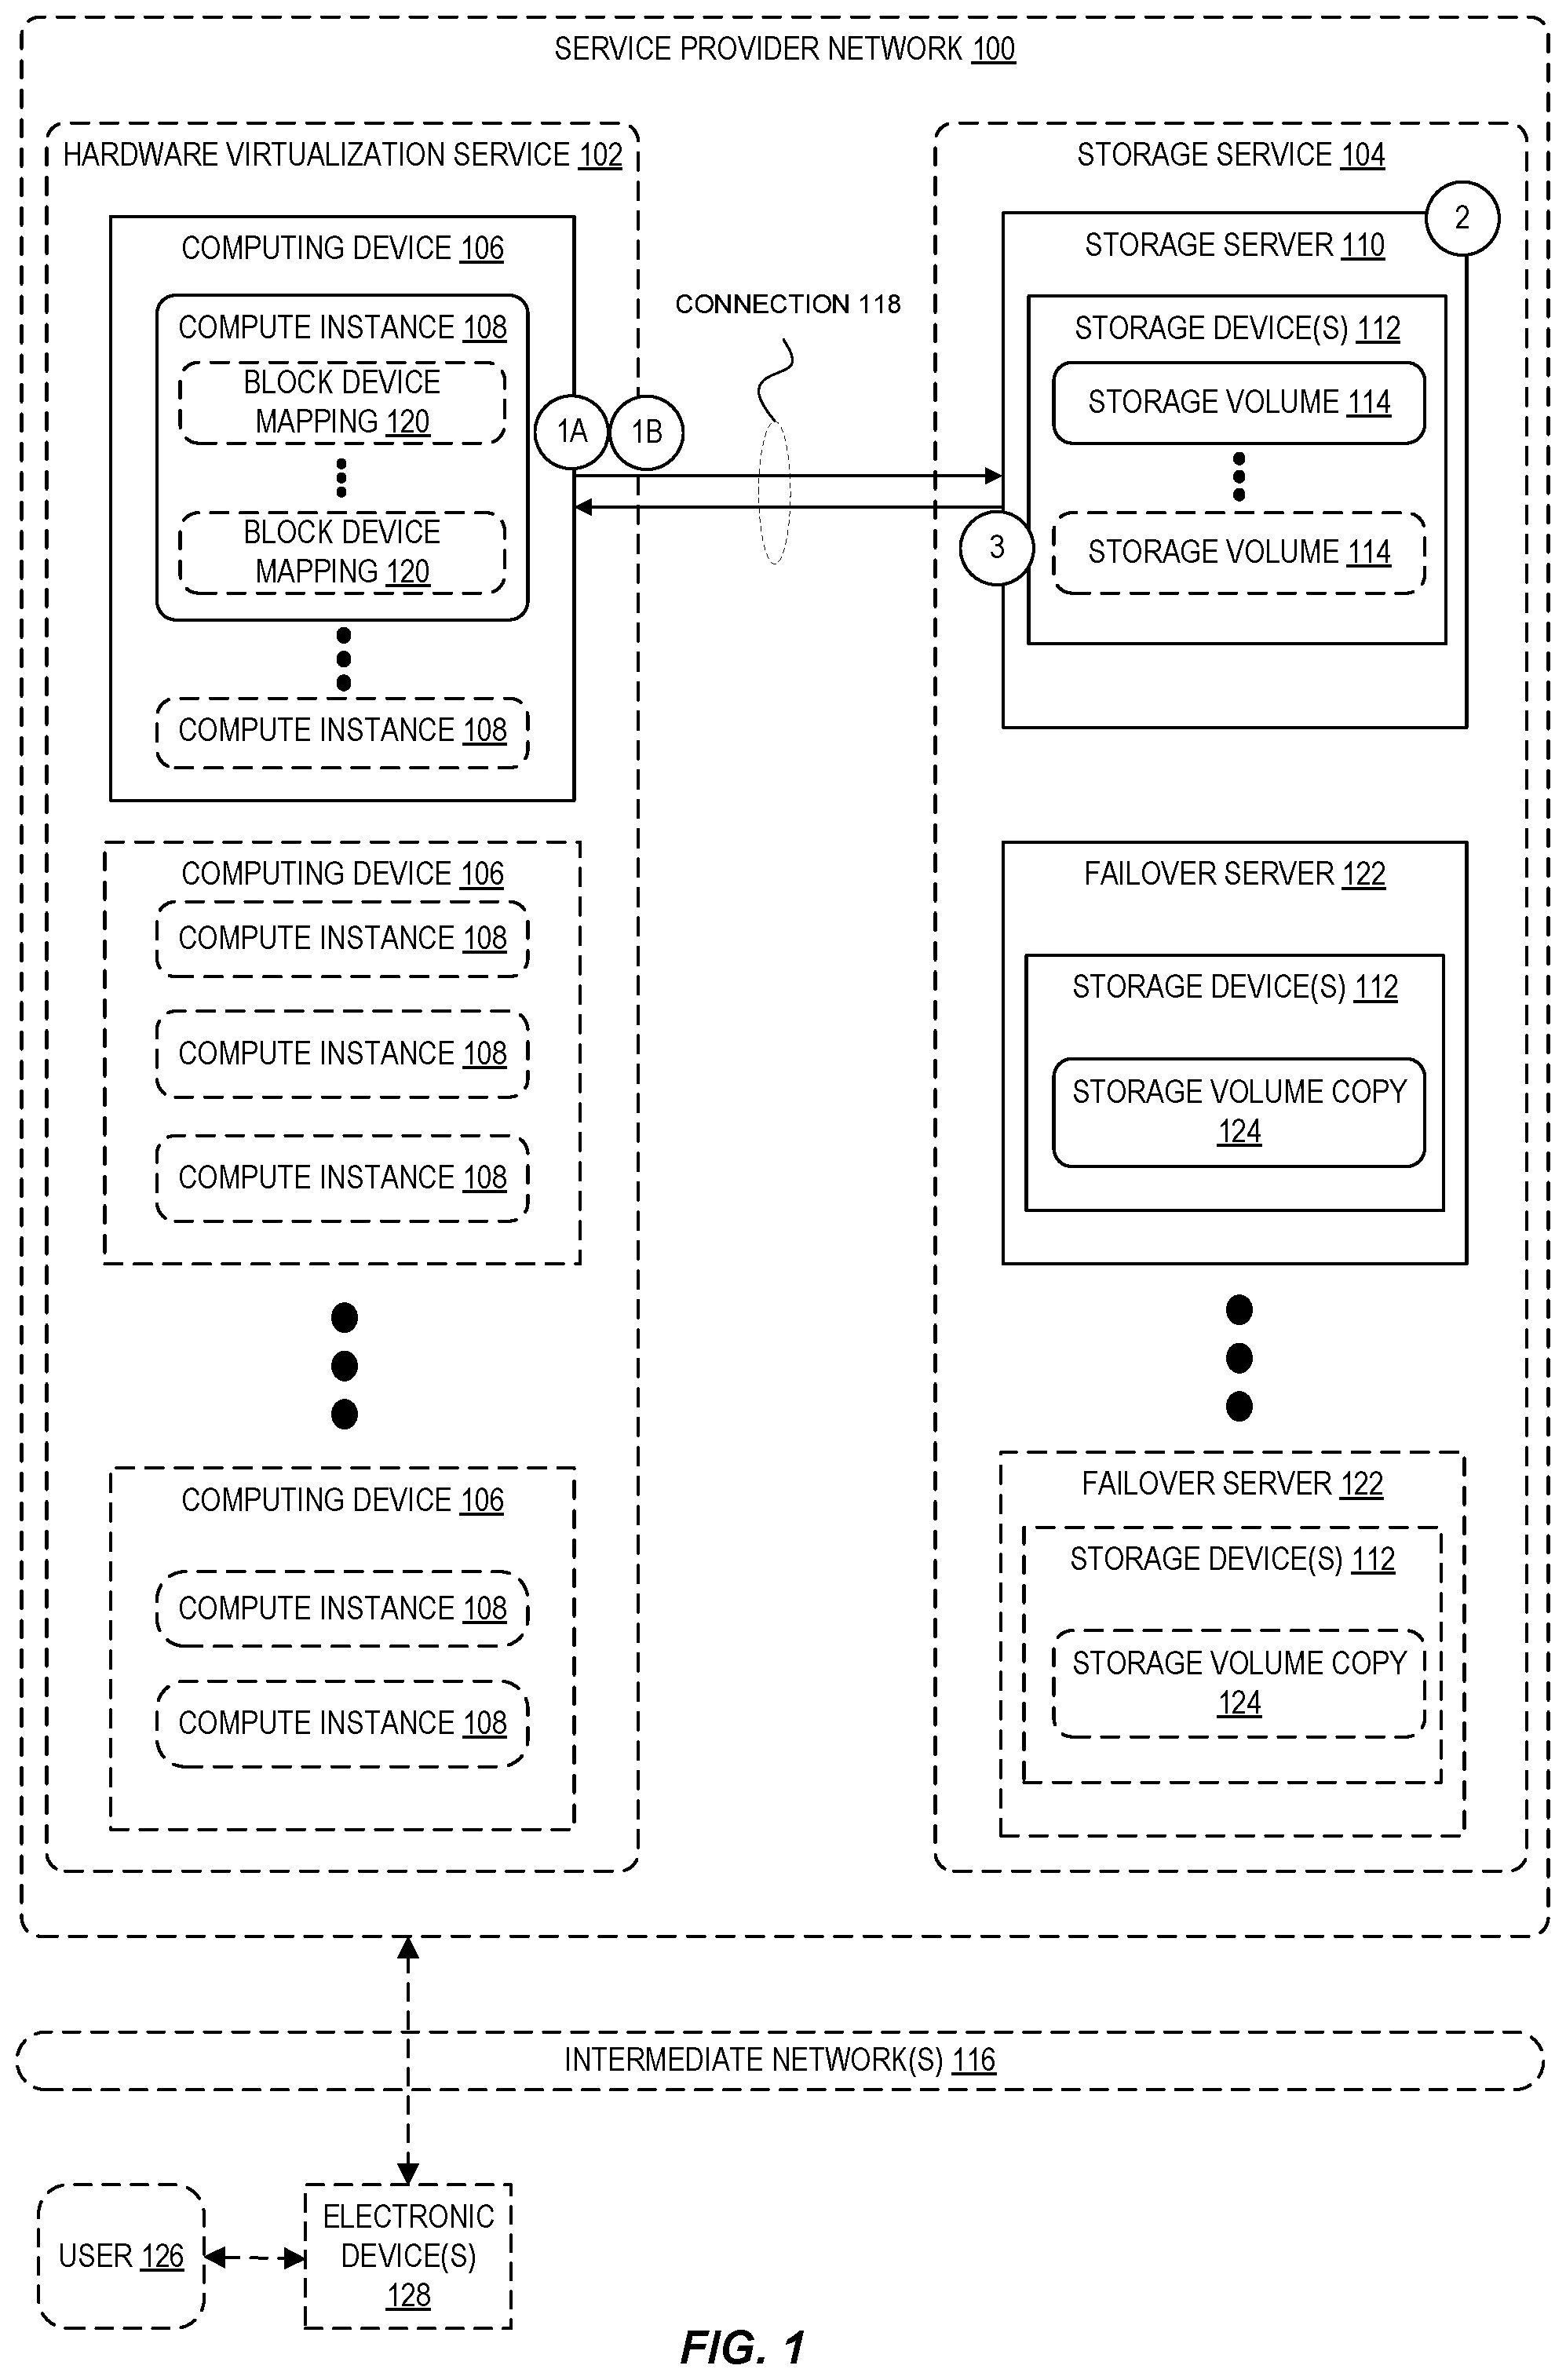 SERVICE PROVIDER NETWORK 100
HARDWARE VIRTUALIZATION SERVICE 102
COMPUTING DEVICE 106
COMPUTE INSTANCE 108
BLOCK DEVICE
MAPPING 120
BLOCK DEVICE
MAPPING 120
COMPUTE INSTANCE 108
1A
1B
CONNECTION 118
COMPUTING DEVICE 106
COMPUTE INSTANCE 108
COMPUTE INSTANCE 108
COMPUTE INSTANCE 108
COMPUTING DEVICE 106
COMPUTE INSTANCE 108
COMPUTE INSTANCE 108
STORAGE SERVICE 104
2
STORAGE SERVER 110
STORAGE DEVICE(S) 112
STORAGE VOLUME 114
3
STORAGE VOLUME 114
FAILOVER SERVER 122
STORAGE DEVICE(S) 112
STORAGE VOLUME COPY
124
FAILOVER SERVER 122
STORAGE DEVICE(S) 112
STORAGE VOLUME COPY
124
INTERMEDIATE NETWORK(S) 116
USER 126
ELECTRONIC
DEVICE(S)
128
FIG. 1